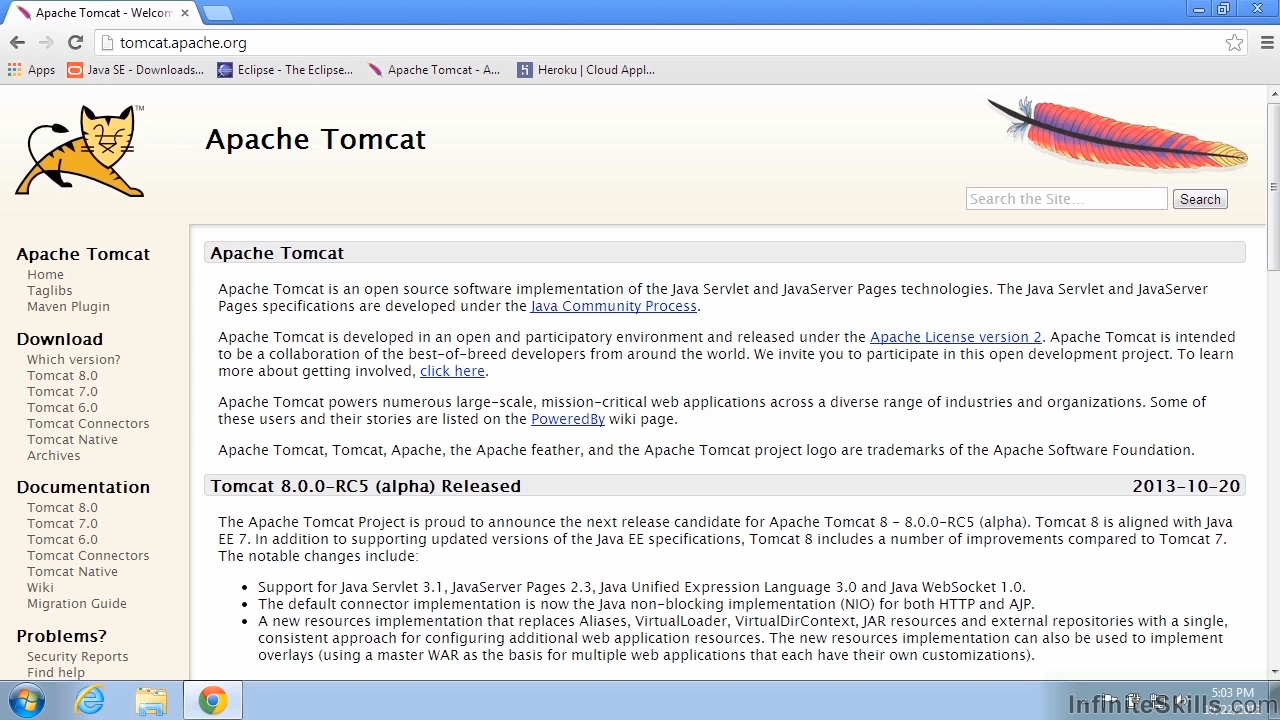 Apache Tomcat - Welcom
tomcat.apache.org
Apps
Java SE - Downloads...
Eclipse - The Eclipse...
Apache Tomcat - A...
Heroku | Cloud Appl...
TM
Apache Tomcat
Search the Site...
Search
Apache Tomcat
Home
Taglibs
Maven Plugin
Download
Which version?
Tomcat 8.0
Tomcat 7.0
Tomcat 6.0
Tomcat Connectors
Tomcat Native
Archives
Documentation
Tomcat 8.0
Tomcat 7.0
Tomcat 6.0
Tomcat Connectors
Tomcat Native
Wiki
Migration Guide
Problems?
Security Reports
Find help
Apache Tomcat
Apache Tomcat is an open source software implementation of the Java Servlet and JavaServer Pages technologies. The Java Servlet and JavaServer
Pages specifications are developed under the Java Community Process.
Apache Tomcat is developed in an open and participatory environment and released under the Apache License version 2. Apache Tomcat is intended
to be a collaboration of the best-of-breed developers from around the world. We invite you to participate in this open development project. To learn
more about getting involved, click here.
Apache Tomcat powers numerous large-scale, mission-critical web applications across a diverse range of industries and organizations. Some of
these users and their stories are listed on the PoweredBy wiki page.
Apache Tomcat, Tomcat, Apache, the Apache feather, and the Apache Tomcat project logo are trademarks of the Apache Software Foundation.
Tomcat 8.0.0-RC5 (alpha) Released 2013-10-20
The Apache Tomcat Project is proud to announce the next release candidate for Apache Tomcat 8 - 8.0.0-RC5 (alpha). Tomcat 8 is aligned with Java
EE 7. In addition to supporting updated versions of the Java EE specifications, Tomcat 8 includes a number of improvements compared to Tomcat 7.
The notable changes include:
• Support for Java Servlet 3.1, JavaServer Pages 2.3, Java Unified Expression Language 3.0 and Java WebSocket 1.0.
• The default connector implementation is now the Java non-blocking implementation (NIO) for both HTTP and AJP.
• A new resources implementation that replaces Aliases, VirtualLoader, VirtualDirContext, JAR resources and external repositories with a single,
consistent approach for configuring additional web application resources. The new resources implementation can also be used to implement
overlays (using a master WAR as the basis for multiple web applications that each have their own customizations).
5:03 PM
InfiniteSkills.com